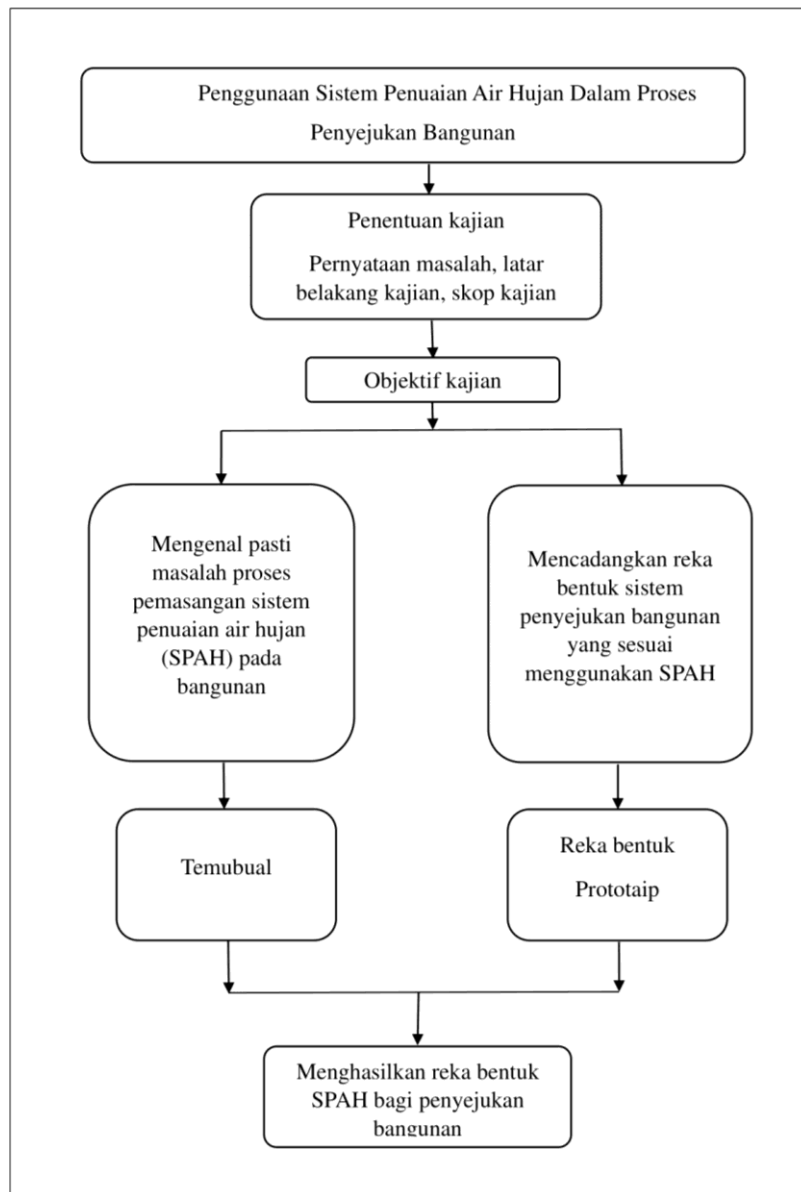 Penggunaan Sistem Penuaian Air Hujan Dalam Proses
Penyejukan Bangunan
Penentuan kajian
Pernyataan masalah, latar
belakang kajian, skop kajian
Objektif kajian
Mengenal pasti
masalah proses
pemasangan sistem
penuaian air hujan
(SPAH) pada
bangunan
Mencadangkan reka
bentuk sistem
penyejukan bangunan
yang sesuai
menggunakan SPAH
Temubual
Reka bentuk
Prototaip
Menghasilkan reka bentuk
SPAH bagi penyejukan
bangunan